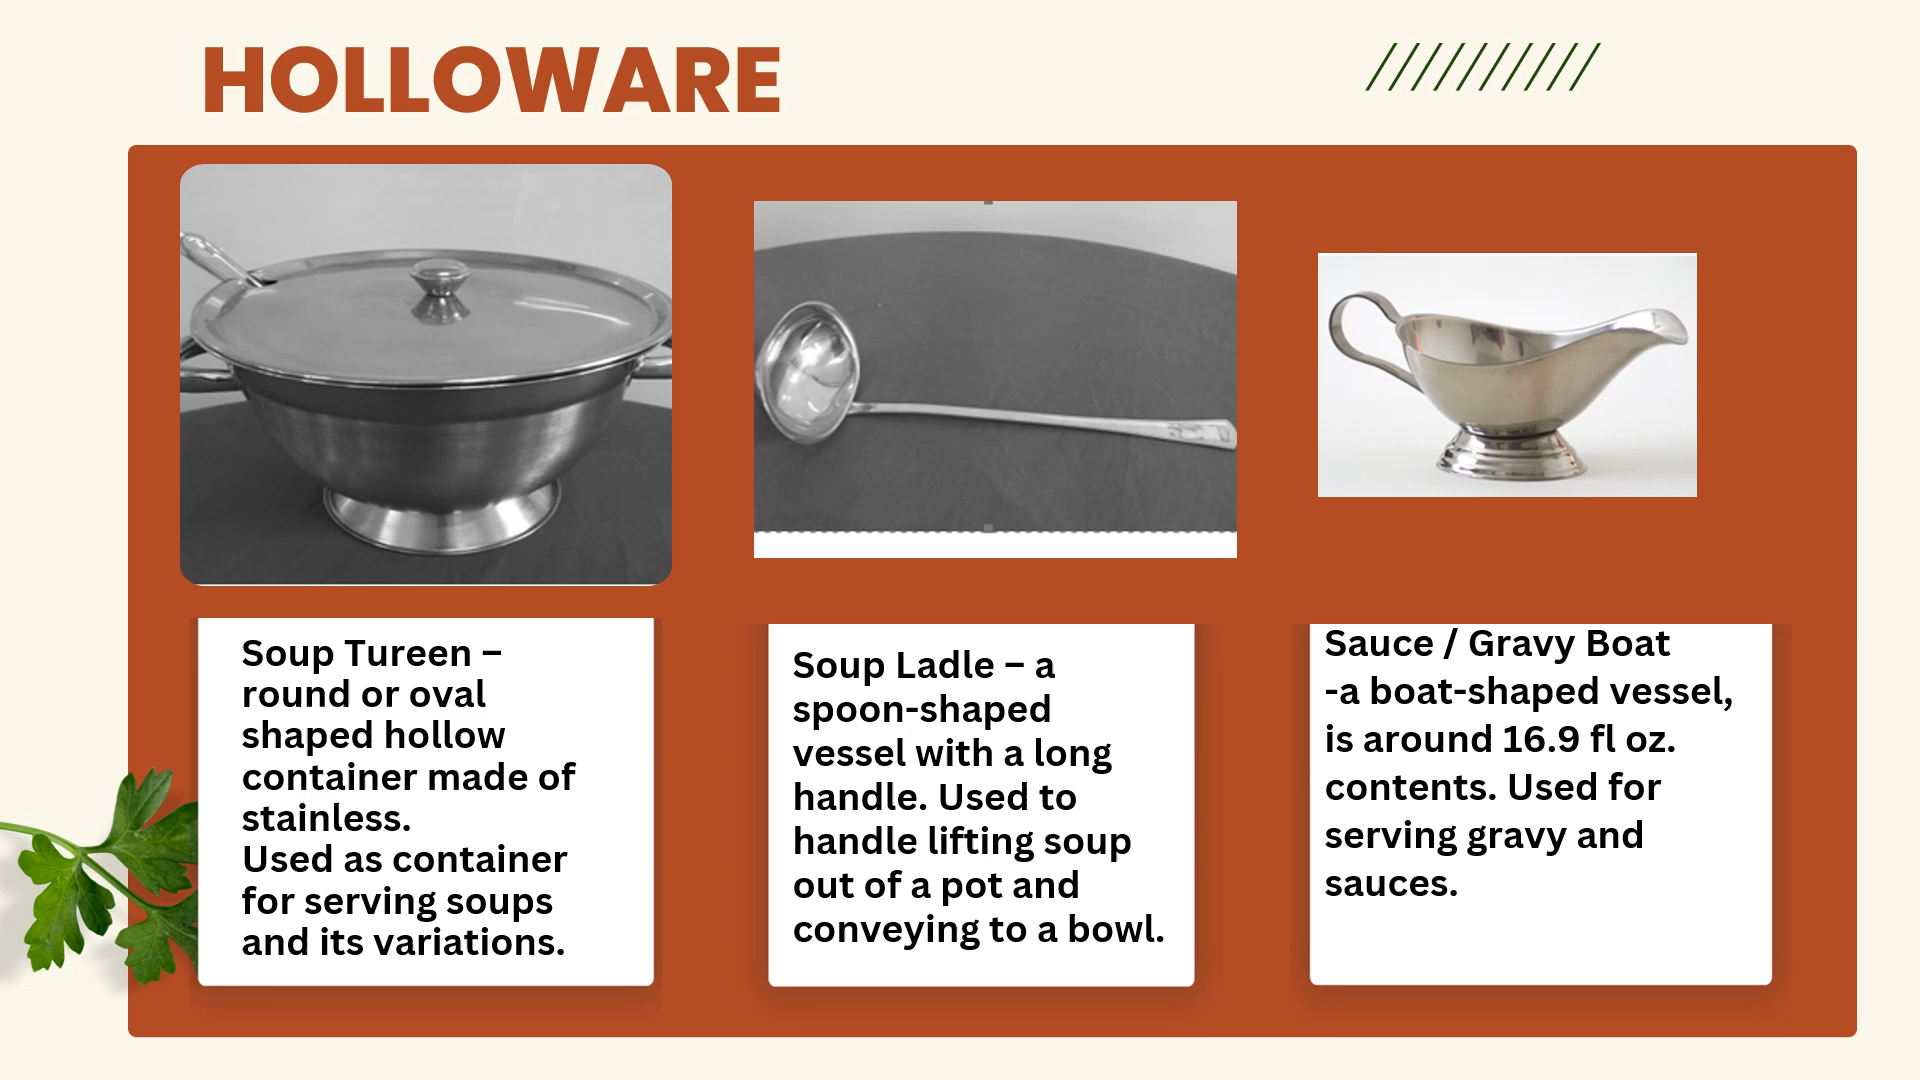 HOLLOWARE
Soup Tureen –
round or oval
shaped hollow
container made of
stainless.
Used as container
for serving soups
and its variations.
Soup Ladle – a
spoon-shaped
vessel with a long
handle. Used to
handle lifting soup
out of a pot and
conveying to a bowl.
Sauce / Gravy Boat
-a boat-shaped vessel,
is around 16.9 fl oz.
contents. Used for
serving gravy and
sauces.